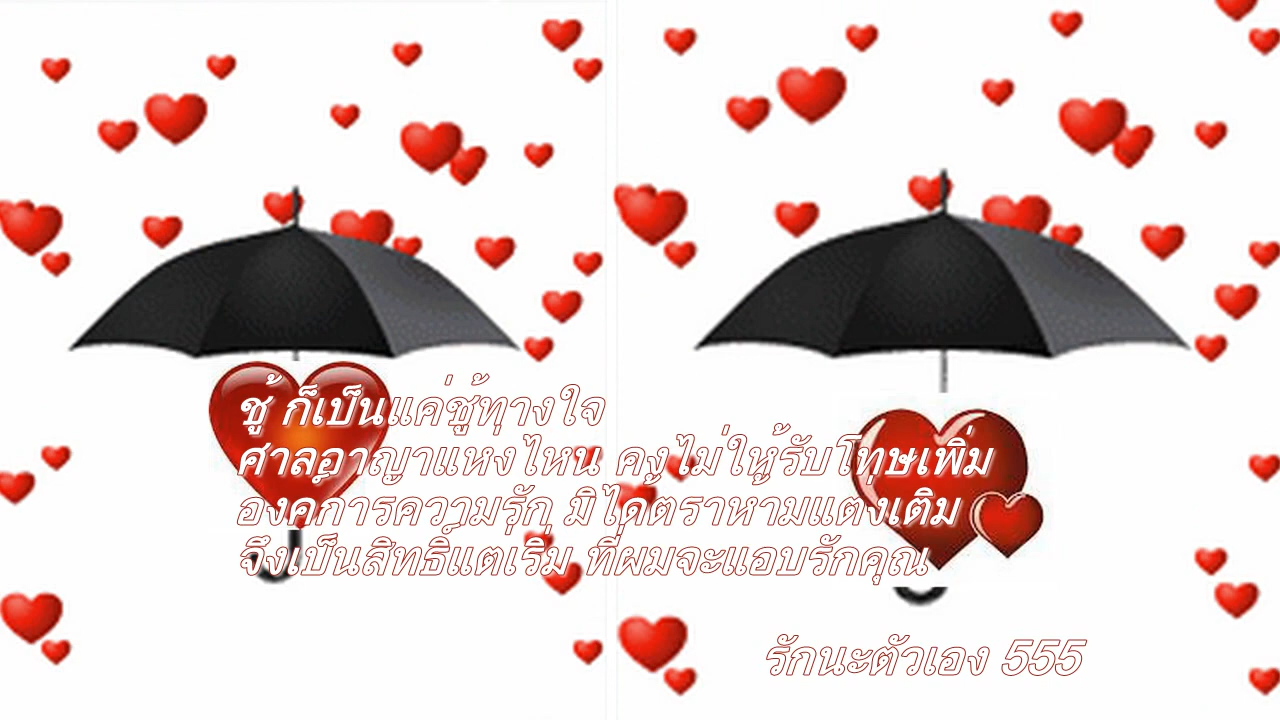 ชู้ ก็เป็นแค่ชู้ทางใจ
ศาลอาญาแห่งไหน คงไม่ให้รับโทษเพิ่ม
องค์การความรัก มิได้ตราห้ามแต่งเติม
จึงเป็นสิทธิ์แต่เริ่ม ที่ผมจะแอบรักคุณ
รักนะตัวเอง 555